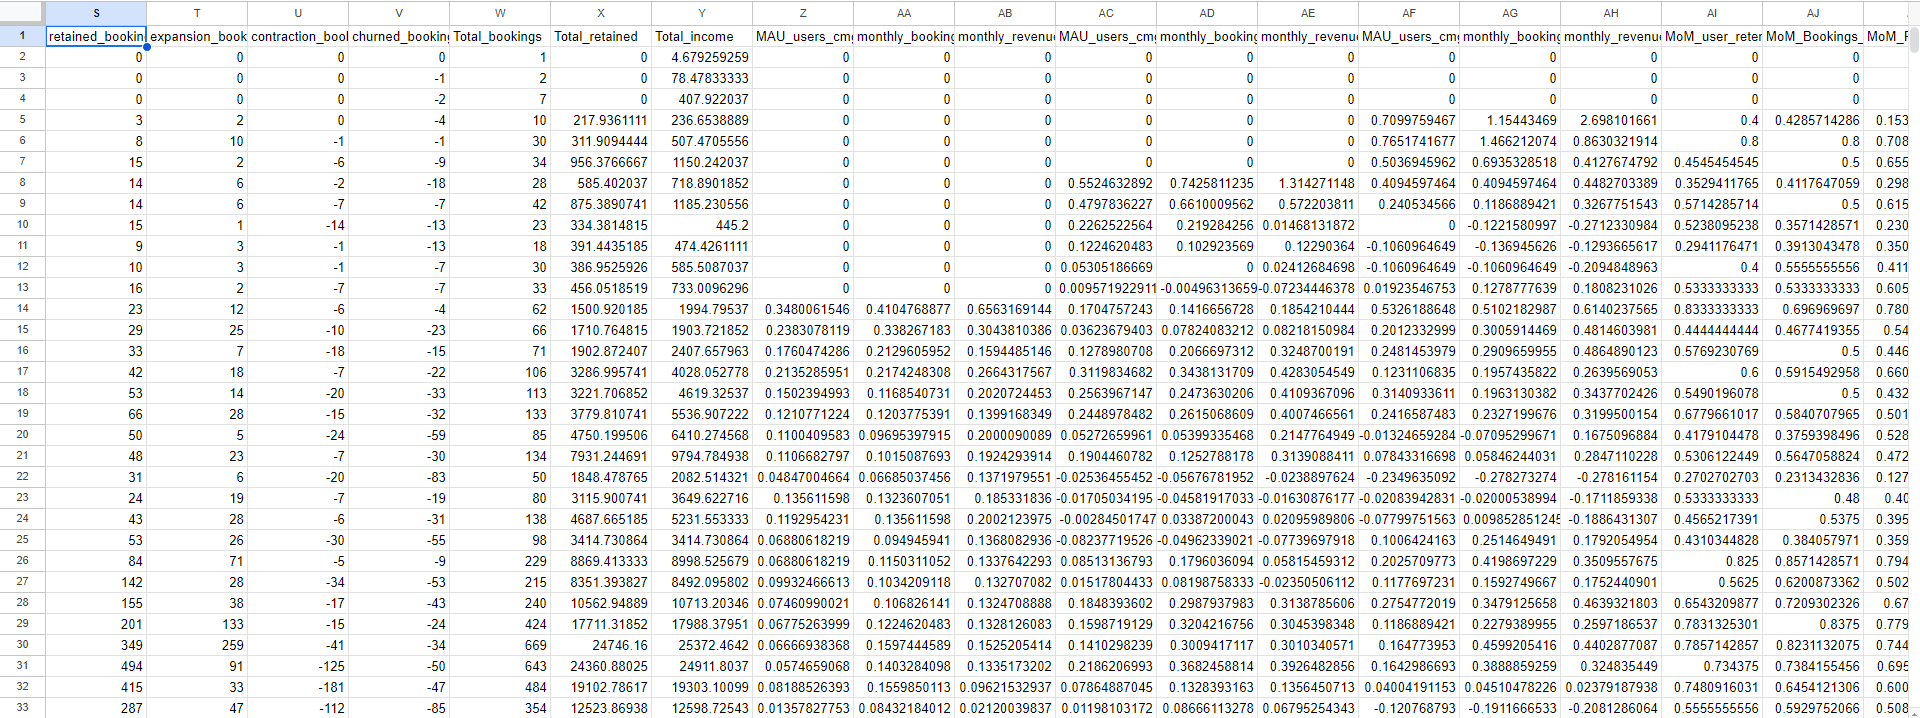 S T U V W X Y Z AA AB AC AD AE AF AG AH AI AJ
1 retained_bookin expansion_book contraction_bool churned_booking Total_bookings Total_retained Total_income MAU_users_cmg monthly_booking monthly_revenue MAU_users_cmg monthly_booking monthly_revenue MAU_users_cmg monthly_booking monthly_revenue MoM_user_reter MoM_Bookings_ MoM_F
2 0 0 0 0 1 0 4.679259259 0 0 0 0 0 0 0 0 0 0 0
3 0 0 0 -1 2 0 78.47833333 0 0 0 0 0 0 0 0 0 0 0
4 0 0 0 -2 7 0 407.922037 0 0 0 0 0 0 0 0 0 0 0
5 3 2 0 -4 10 217.9361111 236.6538889 0 0 0 0 0 0 0.7099759467 1.15443469 2.698101661 0.4 0.4285714286 0.153
6 8 10 -1 -1 30 311.9094444 507.4705556 0 0 0 0 0 0 0.7651741677 1.466212074 0.8630321914 0.8 0.8 0.708
7 15 2 -6 -9 34 956.3766667 1150.242037 0 0 0 0 0 0 0.5036945962 0.6935328518 0.4127674792 0.4545454545 0.5 0.655
8 14 6 -2 -18 28 585.402037 718.8901852 0 0 0 0.5524632892 0.7425811235 1.314271148 0.4094597464 0.4094597464 0.4482703389 0.3529411765 0.4117647059 0.298
9 14 6 -7 -7 42 875.3890741 1185.230556 0 0 0 0.4797836227 0.6610009562 0.572203811 0.240534566 0.1186889421 0.3267751543 0.5714285714 0.5 0.615
10 15 1 -14 -13 23 334.3814815 445.2 0 0 0 0.2262522564 0.219284256 0.01468131872 0 -0.1221580997 -0.2712330984 0.5238095238 0.3571428571 0.230
11 9 3 -1 -13 18 391.4435185 474.4261111 0 0 0 0.1224620483 0.102923569 0.12290364 -0.1060964649 -0.136945626 -0.1293665617 0.2941176471 0.3913043478 0.350
12 10 3 -1 -7 30 386.9525926 585.5087037 0 0 0 0.05305186669 0 0.02412684698 -0.1060964649 -0.1060964649 -0.2094848963 0.4 0.5555555556 0.411
13 16 2 -7 -7 33 456.0518519 733.0096296 0 0 0 0.009571922911 -0.00496313659 -0.07234446378 0.01923546753 0.1278777639 0.1808231026 0.5333333333 0.5333333333 0.605
14 23 12 -6 -4 62 1500.920185 1994.79537 0.3480061546 0.4104768877 0.6563169144 0.1704757243 0.1416656728 0.1854210444 0.5326188648 0.5102182987 0.6140237565 0.8333333333 0.696969697 0.780
15 29 25 -10 -23 66 1710.764815 1903.721852 0.2383078119 0.338267183 0.3043810386 0.03623679403 0.07824083212 0.08218150984 0.2012332999 0.3005914469 0.4814603981 0.4444444444 0.4677419355 0.54
16 33 7 -18 -15 71 1902.872407 2407.657963 0.1760474286 0.2129605952 0.1594485146 0.1278980708 0.2066697312 0.3248700191 0.2481453979 0.2909659955 0.4864890123 0.5769230769 0.5 0.446
17 42 18 -7 -22 106 3286.995741 4028.052778 0.2135285951 0.2174248308 0.2664317567 0.3119834682 0.3438131709 0.4283054549 0.1231106835 0.1957435822 0.2639569053 0.6 0.5915492958 0.660
18 53 14 -20 -33 113 3221.706852 4619.32537 0.1502394993 0.1168540731 0.2020724453 0.2563967147 0.2473630206 0.4109367096 0.3140933611 0.1963130382 0.3437702426 0.5490196078 0.5 0.432
19 66 28 -15 -32 133 3779.810741 5536.907222 0.1210771224 0.1203775391 0.1399168349 0.2448978482 0.2615068609 0.4007466561 0.2416587483 0.2327199676 0.3199500154 0.6779661017 0.5840707965 0.501
20 50 5 -24 -59 85 4750.199506 6410.274568 0.1100409583 0.09695397915 0.2000090089 0.05272659961 0.05399335468 0.2147764949 -0.01324659284 -0.07095299671 0.1675096884 0.4179104478 0.3759398496 0.528
21 48 23 -7 -30 134 7931.244691 9794.784938 0.1106682797 0.1015087693 0.1924293914 0.1904460782 0.1252788178 0.3139088411 0.07843316698 0.05846244031 0.2847110228 0.5306122449 0.5647058824 0.472
22 31 6 -20 -83 50 1848.478765 2082.514321 0.04847004664 0.06685037456 0.1371979551 -0.02536455452 -0.05676781952 -0.0238897624 -0.2349635092 -0.278273274 -0.278161154 0.2702702703 0.2313432836 0.127
23 24 19 -7 -19 80 3115.900741 3649.622716 0.135611598 0.1323607051 0.185331836 -0.01705034195 -0.04581917033 -0.01630876177 -0.02083942831 -0.02000538994 -0.1711859338 0.5333333333 0.48 0.40
24 43 28 -6 -31 138 4687.665185 5231.553333 0.1192954231 0.135611598 0.2002123975 -0.00284501747 0.03387200043 0.02095989806 -0.07799751563 0.009852851245 -0.1886431307 0.4565217391 0.5375 0.395
25 53 26 -30 -55 98 3414.730864 3414.730864 0.06880618219 0.094945941 0.1368082936 -0.08237719526 -0.04962339021 -0.07739697918 0.1006424163 0.2514649491 0.1792054954 0.4310344828 0.384057971 0.359
26 84 71 -5 -9 229 8869.413333 8998.525679 0.06880618219 0.1150311052 0.1337642293 0.08513136793 0.1796036094 0.05815459312 0.2025709773 0.4198697229 0.3509557675 0.825 0.8571428571 0.794
27 142 28 -34 -53 215 8351.393827 8492.095802 0.09932466613 0.1034209118 0.132707082 0.01517804433 0.08198758333 -0.02350506112 0.1177697231 0.1592749667 0.1752440901 0.5625 0.6200873362 0.502
28 155 38 -17 -43 240 10562.94889 10713.20346 0.07460990021 0.106826141 0.1324708888 0.1848393602 0.2987937983 0.3138785606 0.2754772019 0.3479125658 0.4639321803 0.6543209877 0.7209302326 0.67
29 201 133 -15 -24 424 17711.31852 17988.37951 0.06775263999 0.1224620483 0.1328126083 0.1598719129 0.3204216756 0.3045398348 0.1186889421 0.2279389955 0.2597186537 0.7831325301 0.8375 0.779
30 349 259 -41 -34 669 24746.16 25372.4642 0.06666938368 0.1597444589 0.1525205414 0.1410298239 0.3009417117 0.3010340571 0.164773953 0.4599205416 0.4402877087 0.7857142857 0.8231132075 0.744
31 494 91 -125 -50 643 24360.88025 24911.8037 0.0574659068 0.1403284098 0.1335173202 0.2186206993 0.3682458814 0.3926482856 0.1642986693 0.3888859259 0.324835449 0.734375 0.7384155456 0.695
32 415 33 -181 -47 484 19102.78617 19303.10099 0.08188526393 0.1559850113 0.09621532937 0.07864887045 0.1328393163 0.1356450713 0.04004191153 0.04510478226 0.02379187938 0.7480916031 0.6454121306 0.600
33 287 47 -112 -85 354 12523.86938 12598.72543 0.01357827753 0.08432184012 0.02120039837 0.01198103172 0.08666113278 0.06795254343 -0.120768793 -0.1911666533 -0.2081286064 0.5555555556 0.5929752066 0.508